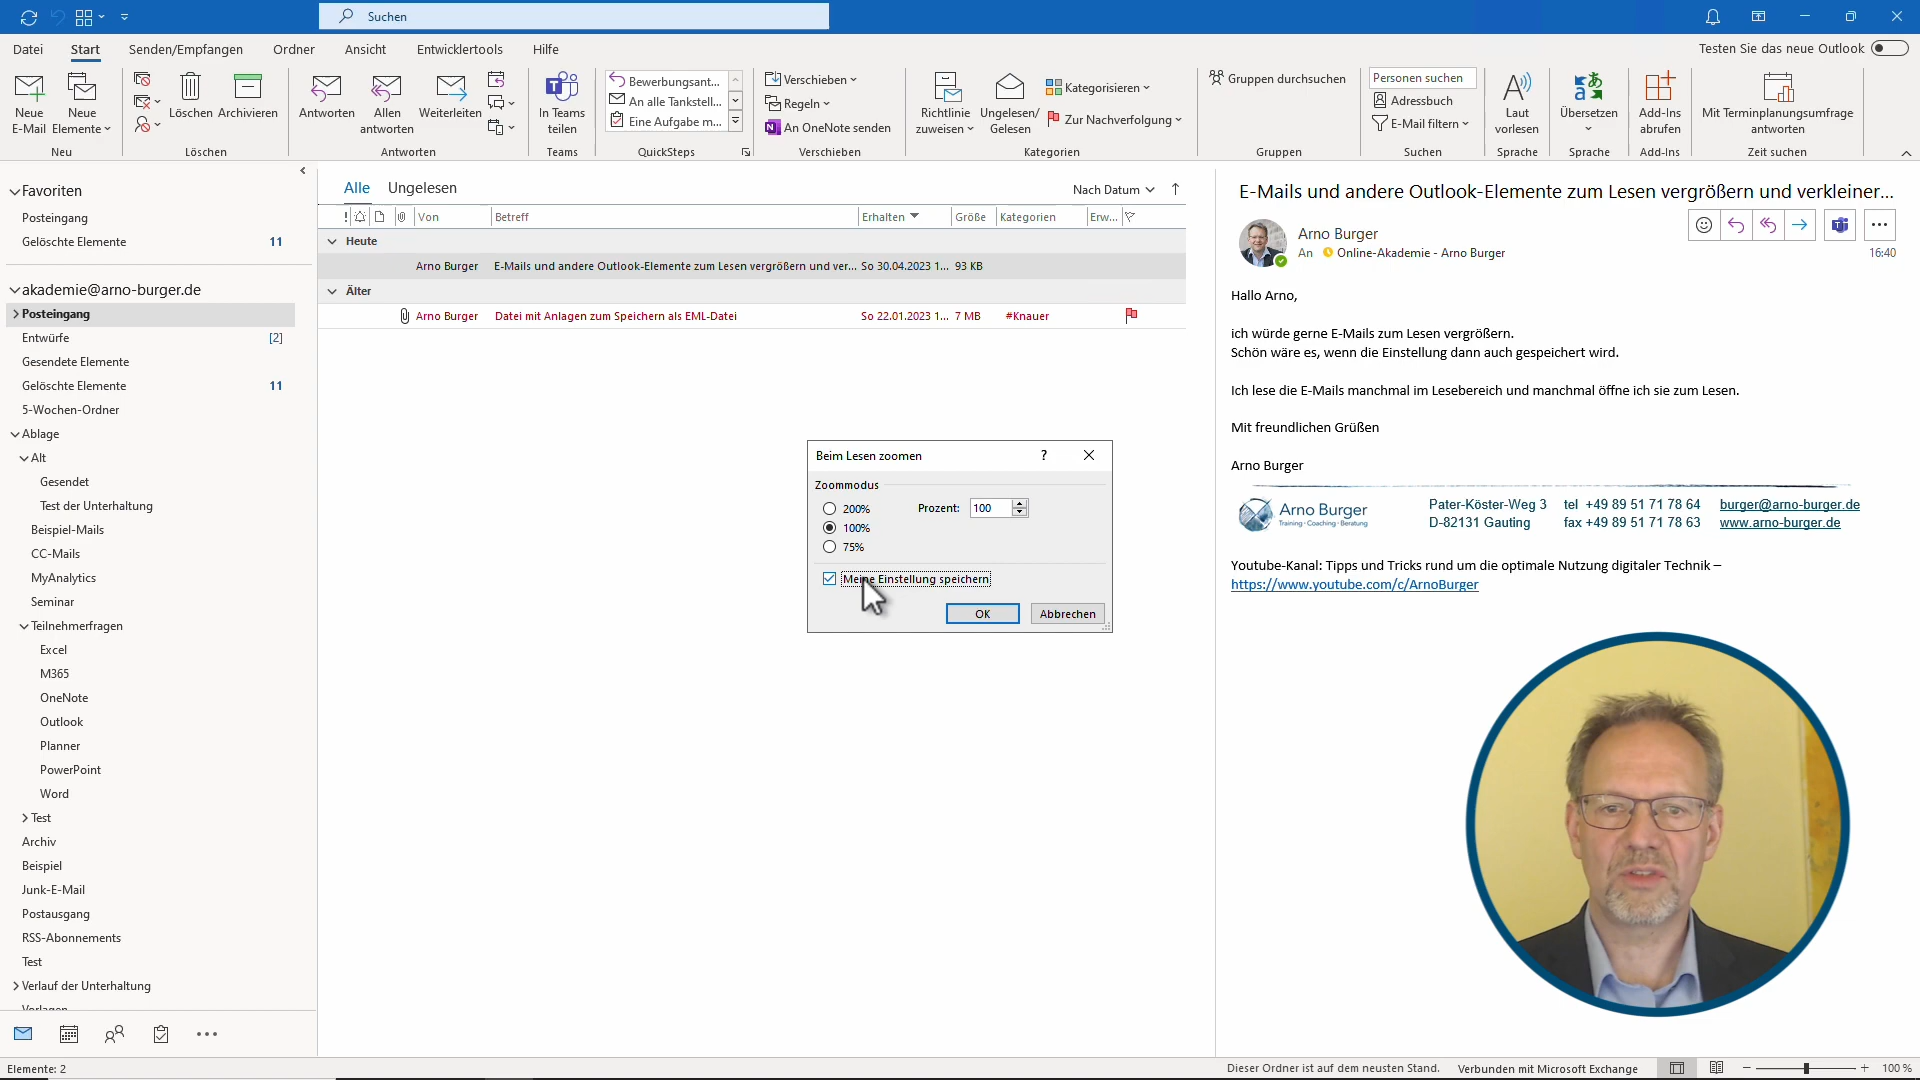 Suchen
Datei
Start
Senden/Empfangen
Ordner
Ansicht
Entwicklertools
Hilfe
Testen Sie das neue Outlook
Neue
E-Mail
Neue
Elemente
Neu
Löschen
Archivieren
Löschen
Antworten
Allen
antworten
Weiterleiten
Antworten
In Teams
teilen
Teams
Bewerbungsant...
An alle Tankstell...
Eine Aufgabe m...
QuickSteps
Verschieben
Regeln
An OneNote senden
Verschieben
Richtlinie
zuweisen
Ungelesen/
Gelesen
Kategorisieren
Zur Nachverfolgung
Kategorien
Gruppen durchsuchen
Gruppen
Personen suchen
Adressbuch
E-Mail filtern
Suchen
Laut
vorlesen
Sprache
Übersetzen
Sprache
Add-Ins
abrufen
Add-Ins
Mit Terminplanungsumfrage
antworten
Zeit suchen
Favoriten
Posteingang
Gelöschte Elemente 11
akademie@arno-burger.de
Posteingang
Entwürfe [2]
Gesendete Elemente
Gelöschte Elemente 11
5-Wochen-Ordner
Ablage
Alt
Gesendet
Test der Unterhaltung
Beispiel-Mails
CC-Mails
MyAnalytics
Seminar
Teilnehmerfragen
Excel
M365
OneNote
Outlook
Planner
PowerPoint
Word
Test
Archiv
Beispiel
Junk-E-Mail
Postausgang
RSS-Abonnements
Test
Verlauf der Unterhaltung
Vorlagen
Alle Ungelesen
Nach Datum
Von Betreff Erhalten Größe Kategorien Erw...
Heute
Arno Burger E-Mails und andere Outlook-Elemente zum Lesen vergrößern und ver... So 30.04.2023 1... 93 KB
Älter
Arno Burger Datei mit Anlagen zum Speichern als EML-Datei So 22.01.2023 1... 7 MB #Knauer
Beim Lesen zoomen ?
Zoommodus
200% Prozent: 100
100%
75%
Meine Einstellung speichern
OK Abbrechen
E-Mails und andere Outlook-Elemente zum Lesen vergrößern und verkleiner...
Arno Burger
An Online-Akademie - Arno Burger
16:40
Hallo Arno,
ich würde gerne E-Mails zum Lesen vergrößern.
Schön wäre es, wenn die Einstellung dann auch gespeichert wird.
Ich lese die E-Mails manchmal im Lesebereich und manchmal öffne ich sie zum Lesen.
Mit freundlichen Grüßen
Arno Burger
Arno Burger
Training · Coaching · Beratung
Pater-Köster-Weg 3 tel +49 89 51 71 78 64 burger@arno-burger.de
D-82131 Gauting fax +49 89 51 71 78 63 www.arno-burger.de
Youtube-Kanal: Tipps und Tricks rund um die optimale Nutzung digitaler Technik –
https://www.youtube.com/c/ArnoBurger
Elemente: 2
Dieser Ordner ist auf dem neusten Stand.
Verbunden mit Microsoft Exchange
100 %